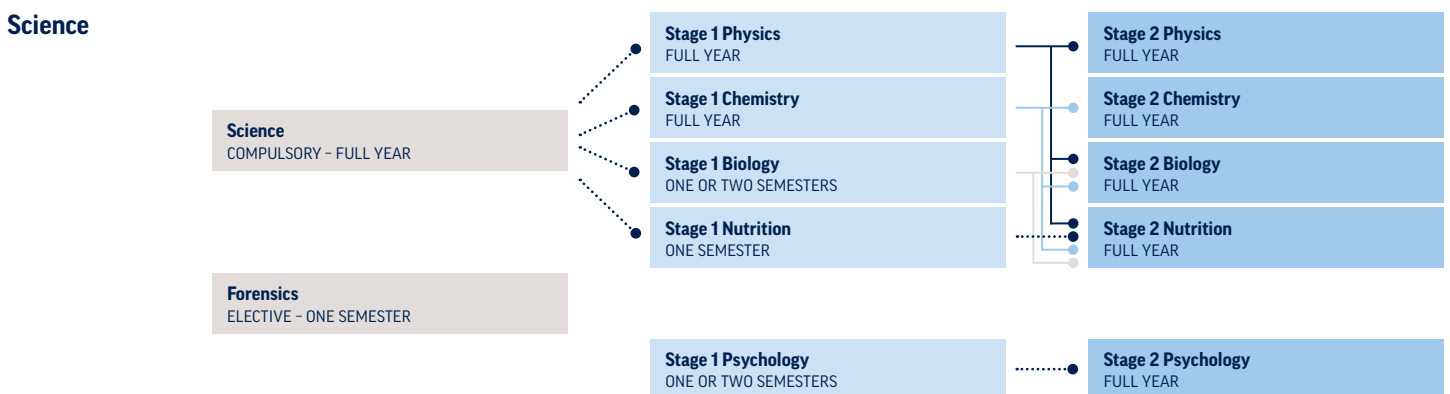 Science
Science
COMPULSORY – FULL YEAR
Forensics
ELECTIVE – ONE SEMESTER
Stage 1 Physics
FULL YEAR
Stage 1 Chemistry
FULL YEAR
Stage 1 Biology
ONE OR TWO SEMESTERS
Stage 1 Nutrition
ONE SEMESTER
Stage 1 Psychology
ONE OR TWO SEMESTERS
Stage 2 Physics
FULL YEAR
Stage 2 Chemistry
FULL YEAR
Stage 2 Biology
FULL YEAR
Stage 2 Nutrition
FULL YEAR
Stage 2 Psychology
FULL YEAR